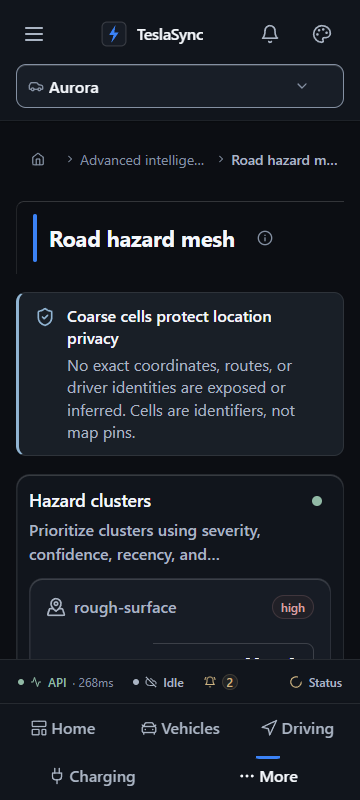 TeslaSync
Aurora
Advanced intellige... Road hazard m...
Road hazard mesh
Coarse cells protect location
privacy
No exact coordinates, routes, or
driver identities are exposed or
inferred. Cells are identifiers, not
map pins.
Hazard clusters
Prioritize clusters using severity,
confidence, recency, and...
rough-surface high
API · 268ms Idle 2 Status
Home Vehicles Driving
Charging More